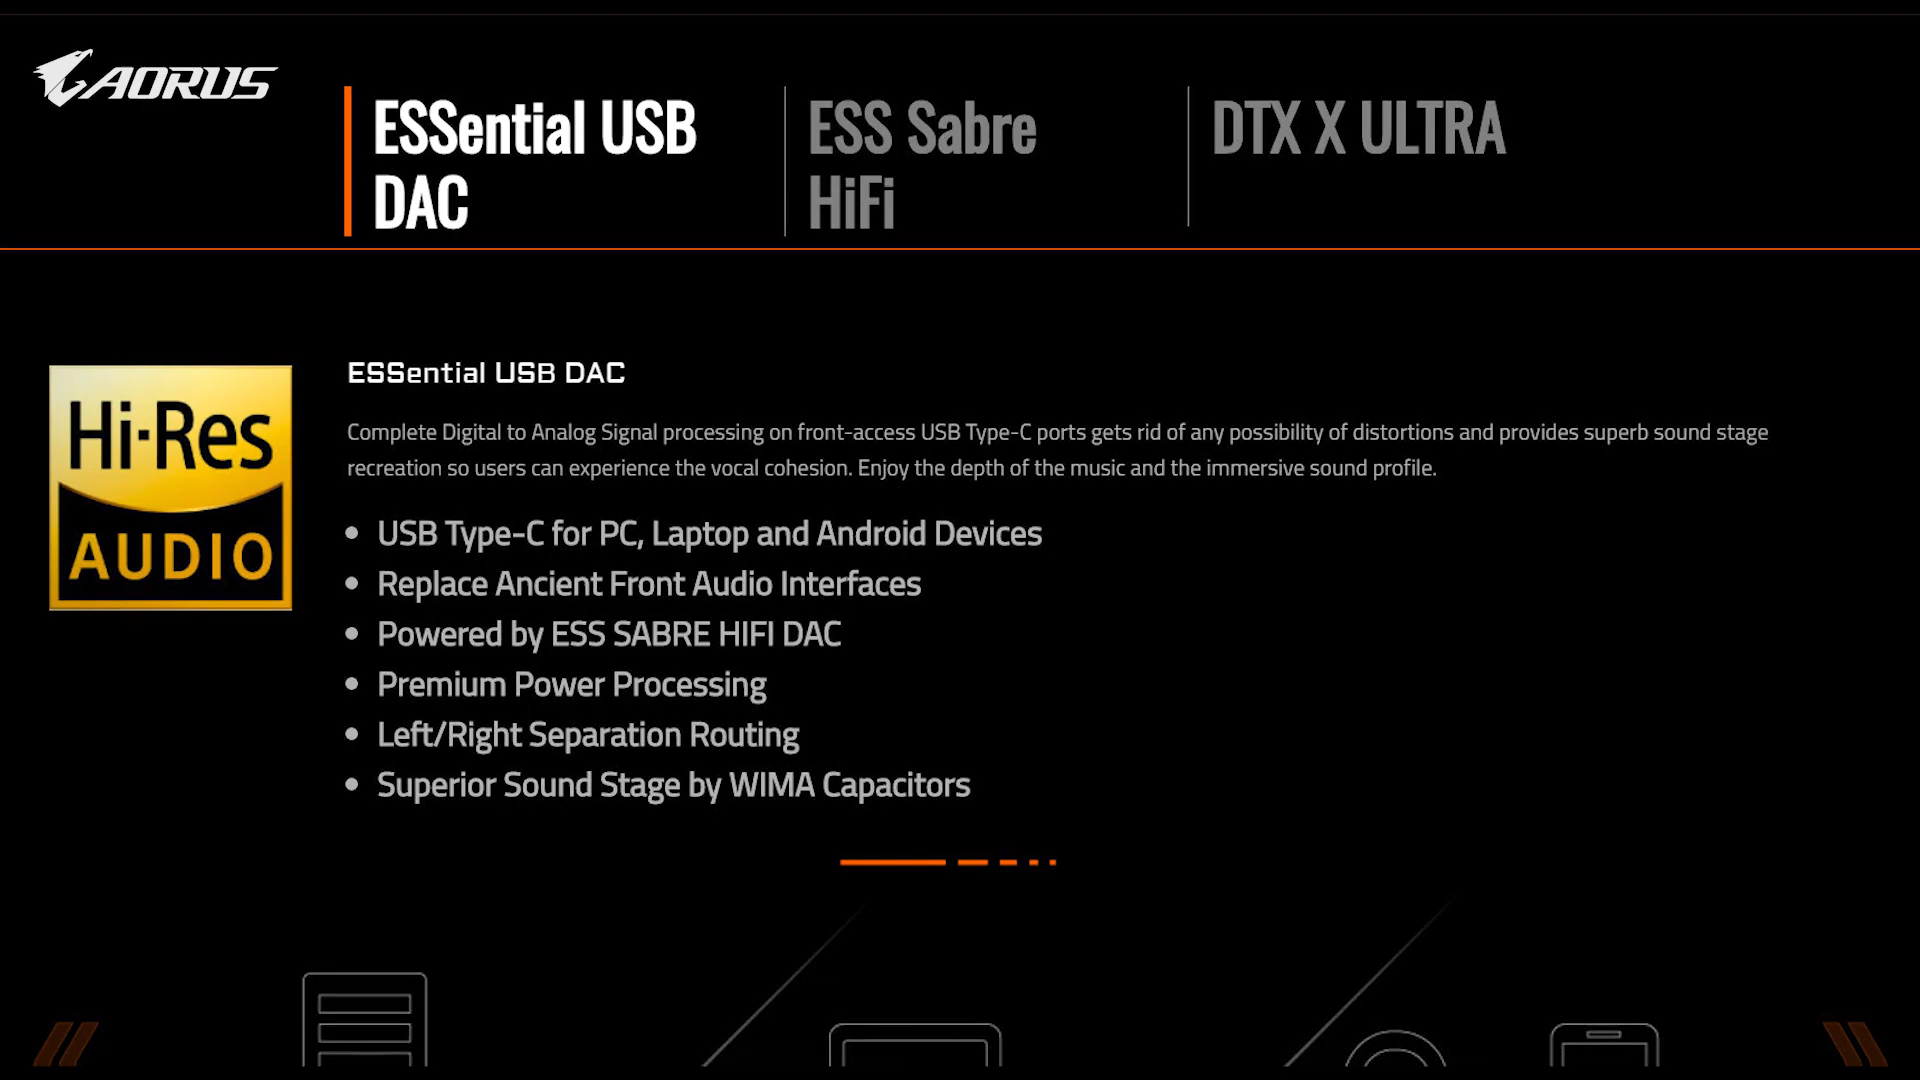 AORUS
ESSential USB
DAC
ESS Sabre
HiFi
DTX X ULTRA
Hi-Res
AUDIO
ESSential USB DAC
Complete Digital to Analog Signal processing on front-access USB Type-C ports gets rid of any possibility of distortions and provides superb sound stage
recreation so users can experience the vocal cohesion. Enjoy the depth of the music and the immersive sound profile.
• USB Type-C for PC, Laptop and Android Devices
• Replace Ancient Front Audio Interfaces
• Powered by ESS SABRE HIFI DAC
• Premium Power Processing
• Left/Right Separation Routing
• Superior Sound Stage by WIMA Capacitors